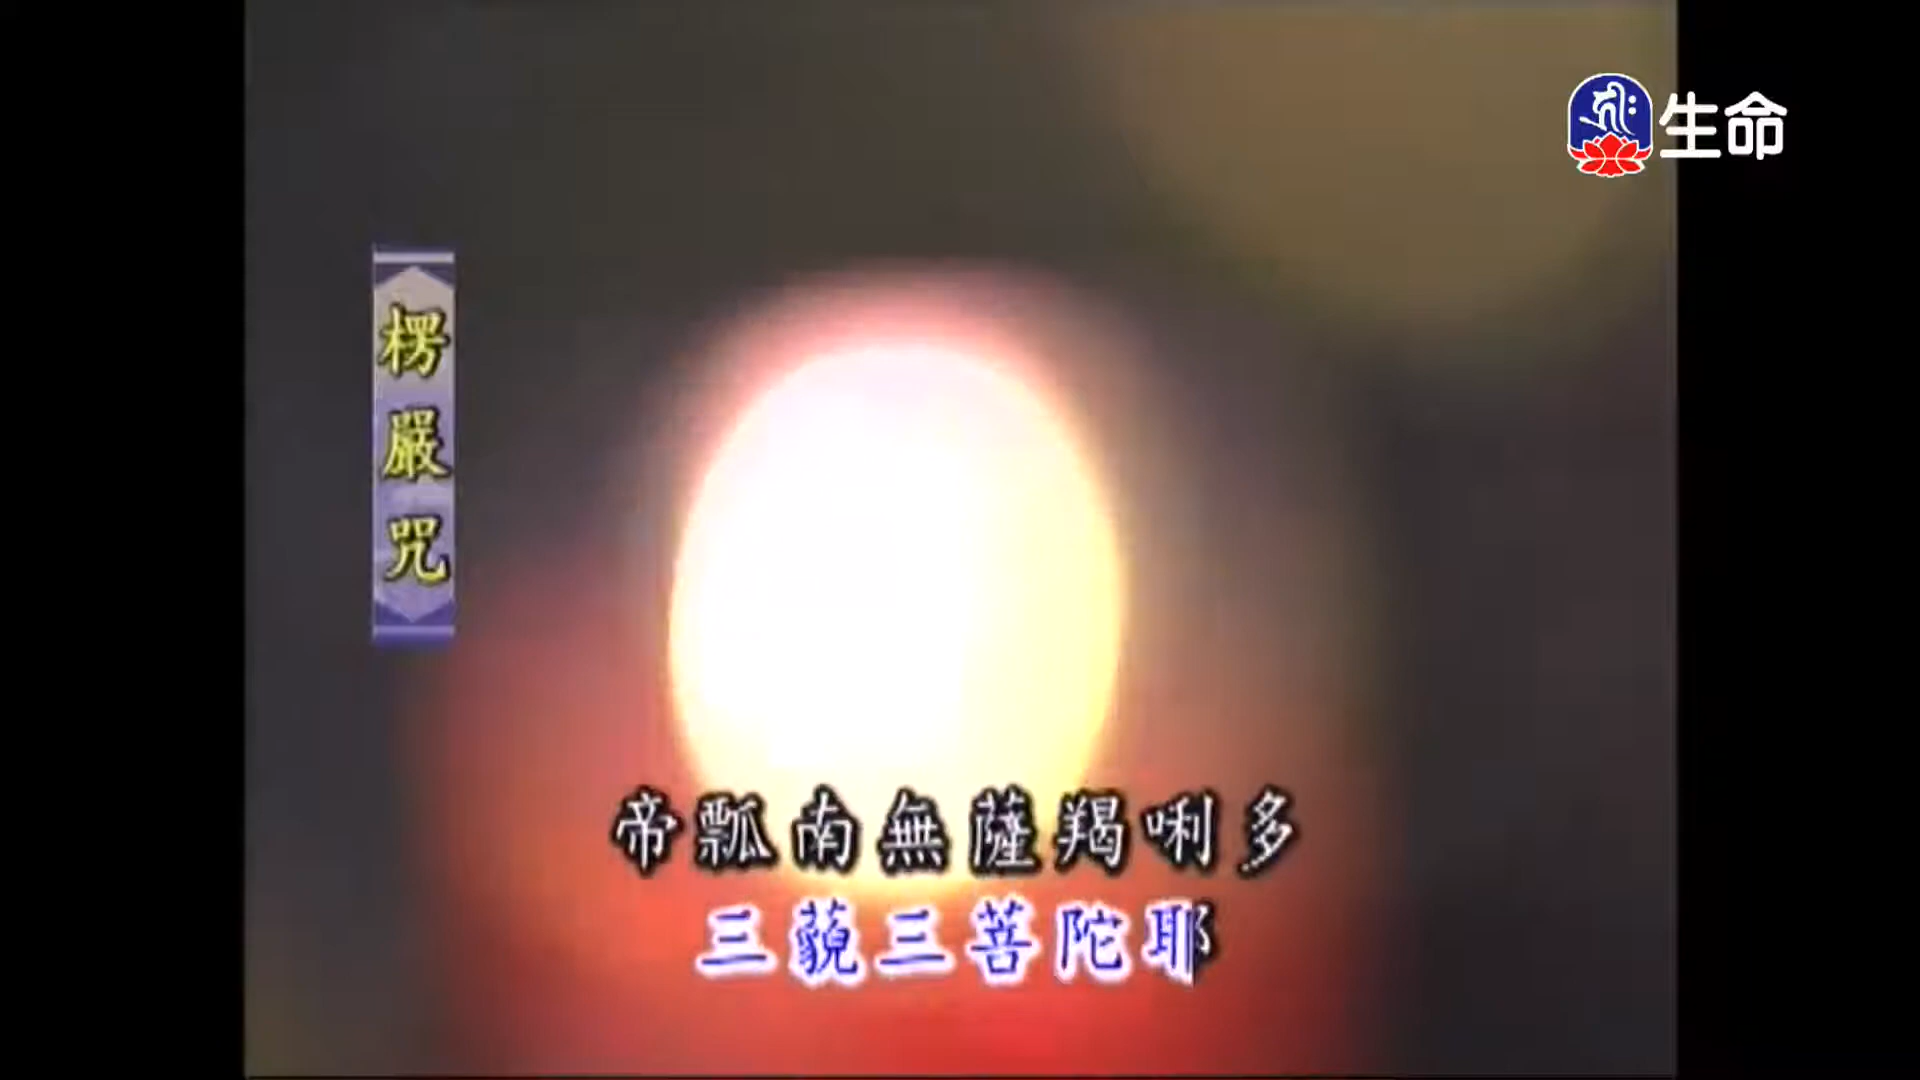 生命
楞嚴咒
帝瓢南無薩羯唎多
三藐三菩陀耶